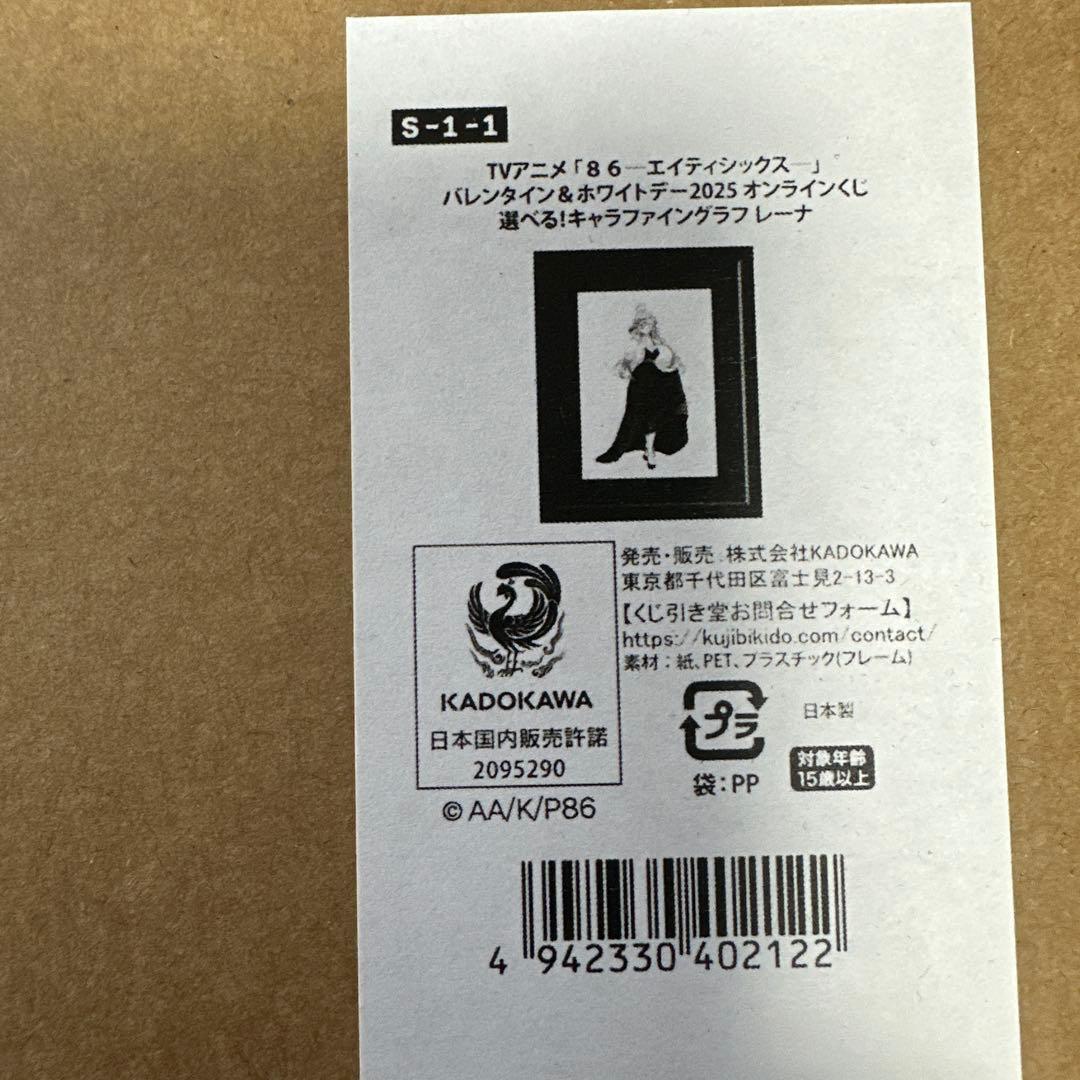 S-1-1
TVアニメ「８６―エイティシックス―」
バレンタイン＆ホワイトデー2025 オンラインくじ
選べる!キャラファイングラフ レーナ
発売・販売:株式会社KADOKAWA
東京都千代田区富士見2-13-3
【くじ引き堂お問合せフォーム】
https://kujibikido.com/contact/
素材：紙、PET、プラスチック(フレーム)
KADOKAWA
日本国内販売許諾
2095290
プラ
袋：PP
日本製
対象年齢
15歳以上
© AA/K/P86
4 942330 402122